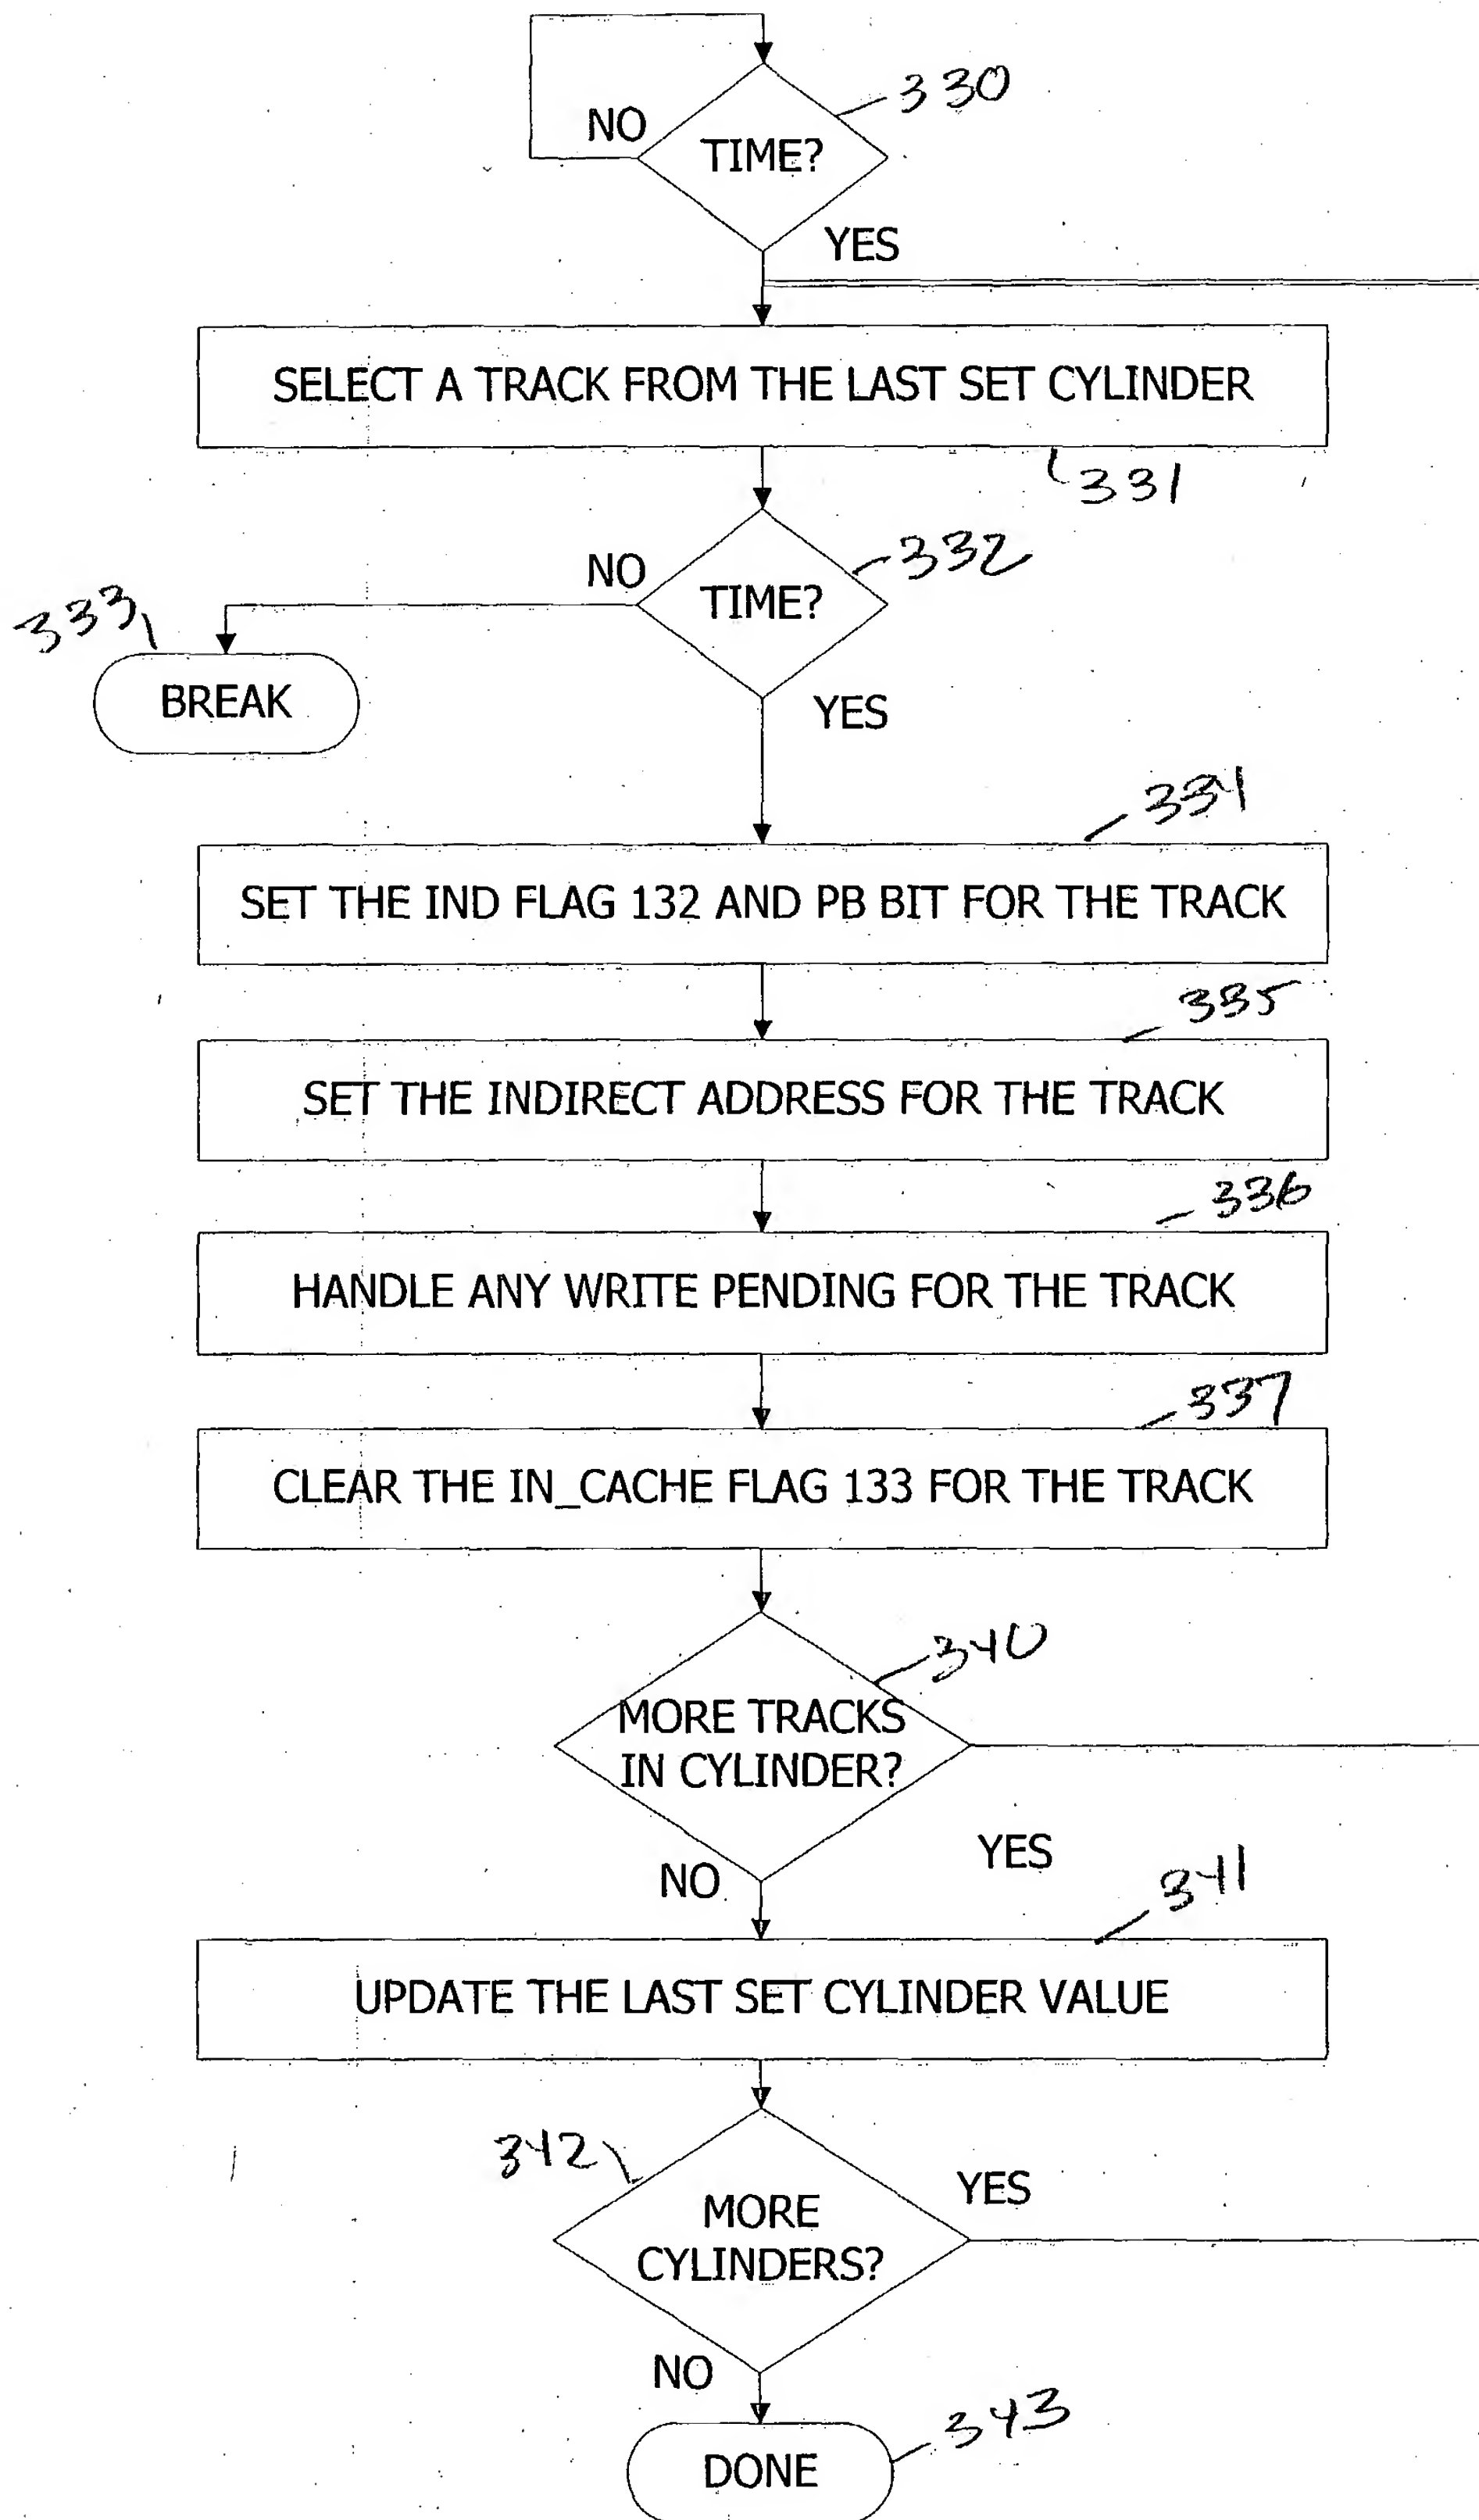 330
NO
TIME?
YES
SELECT A TRACK FROM THE LAST SET CYLINDER
331
332
NO
TIME?
333
BREAK
YES
334
SET THE IND FLAG 132 AND PB BIT FOR THE TRACK
335
SET THE INDIRECT ADDRESS FOR THE TRACK
336
HANDLE ANY WRITE PENDING FOR THE TRACK
337
CLEAR THE IN_CACHE FLAG 133 FOR THE TRACK
340
MORE TRACKS
IN CYLINDER?
YES
NO
341
UPDATE THE LAST SET CYLINDER VALUE
342
YES
MORE
CYLINDERS?
NO
343
DONE